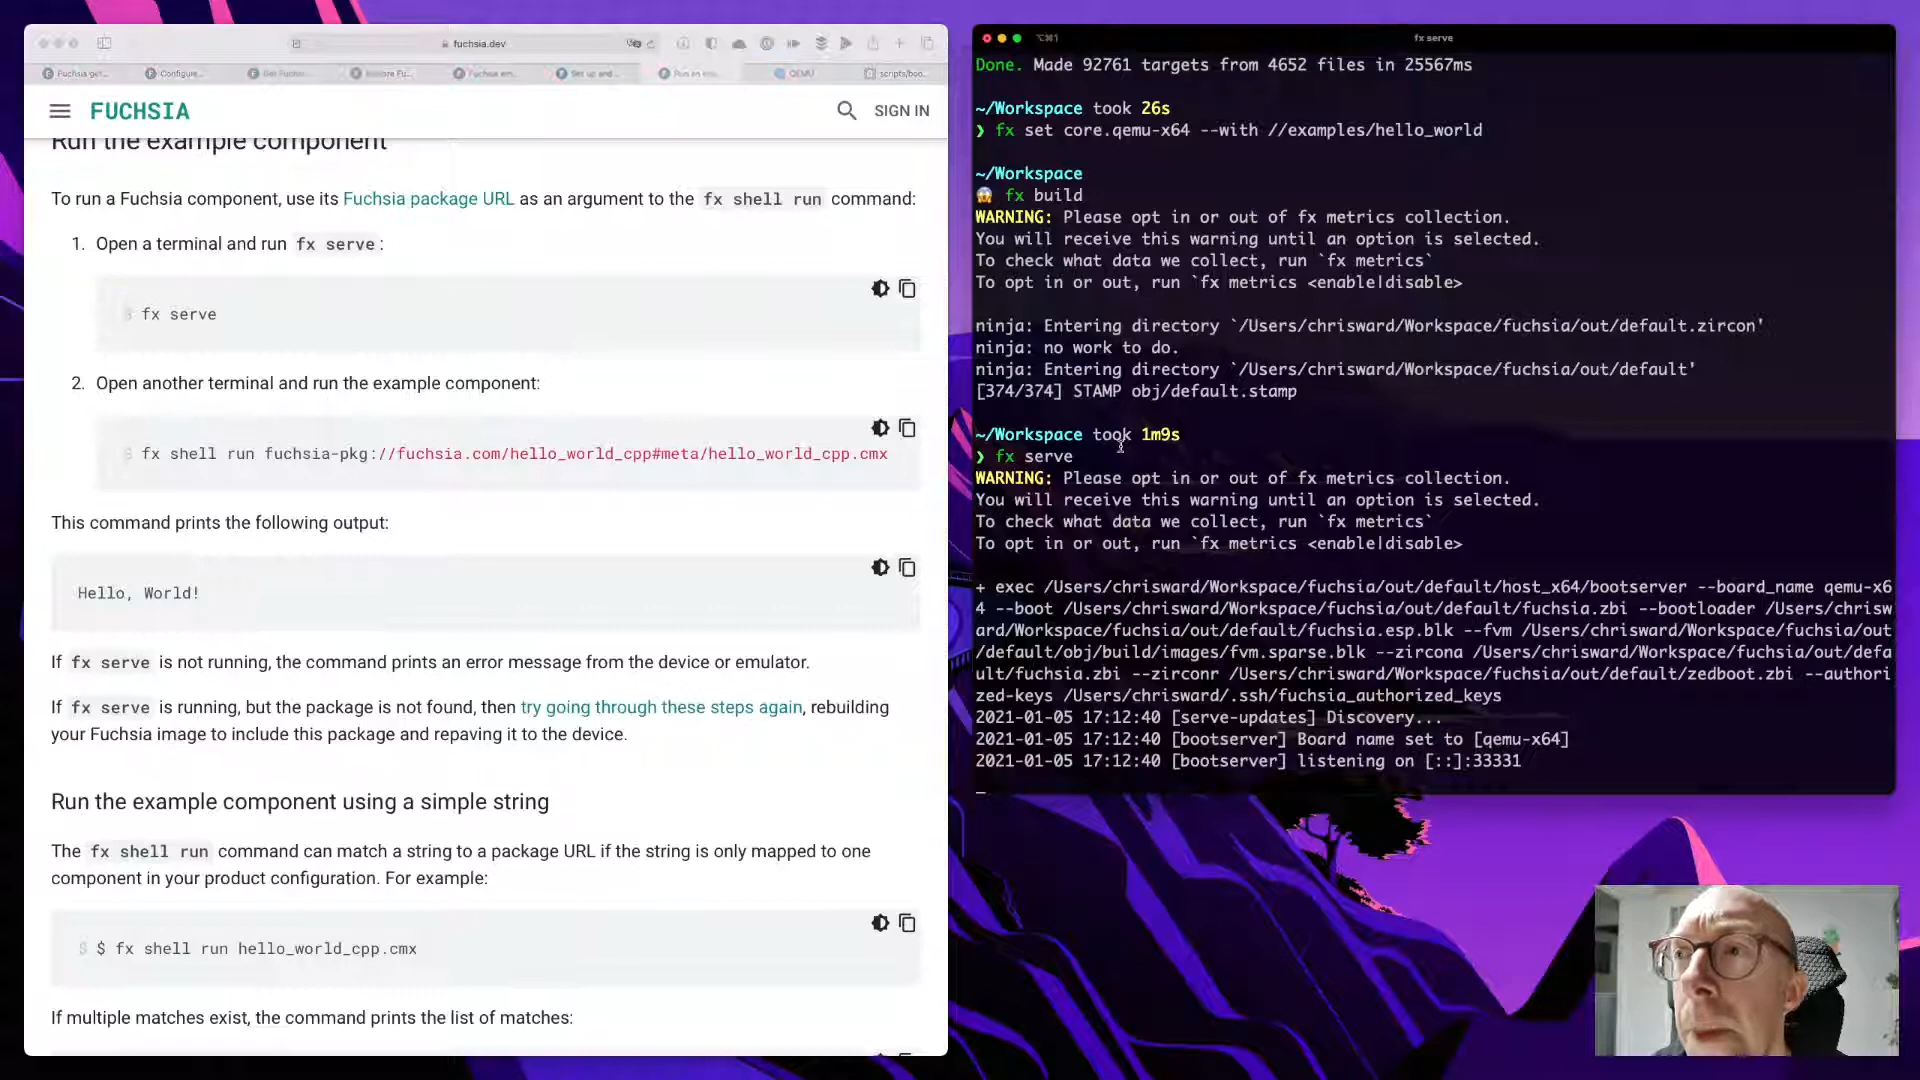 fuchsia.dev
Fuchsia get...
Configure...
Get Fuchsi...
Explore Fu...
Fuchsia em...
Set up and...
Run an exa...
QEMU
scripts/boo...
FUCHSIA
SIGN IN
Run the example component
To run a Fuchsia component, use its Fuchsia package URL as an argument to the fx shell run command:
1. Open a terminal and run fx serve:
$ fx serve
2. Open another terminal and run the example component:
$ fx shell run fuchsia-pkg://fuchsia.com/hello_world_cpp#meta/hello_world_cpp.cmx
This command prints the following output:
Hello, World!
If fx serve is not running, the command prints an error message from the device or emulator.
If fx serve is running, but the package is not found, then try going through these steps again, rebuilding
your Fuchsia image to include this package and repaving it to the device.
Run the example component using a simple string
The fx shell run command can match a string to a package URL if the string is only mapped to one
component in your product configuration. For example:
$ $ fx shell run hello_world_cpp.cmx
If multiple matches exist, the command prints the list of matches:
⌥⌘1
fx serve
Done. Made 92761 targets from 4652 files in 25567ms
~/Workspace took 26s
❯ fx set core.qemu-x64 --with //examples/hello_world
~/Workspace
😱 fx build
WARNING: Please opt in or out of fx metrics collection.
You will receive this warning until an option is selected.
To check what data we collect, run `fx metrics`
To opt in or out, run `fx metrics <enable|disable>
ninja: Entering directory `/Users/chrisward/Workspace/fuchsia/out/default.zircon'
ninja: no work to do.
ninja: Entering directory `/Users/chrisward/Workspace/fuchsia/out/default'
[374/374] STAMP obj/default.stamp
~/Workspace took 1m9s
❯ fx serve
WARNING: Please opt in or out of fx metrics collection.
You will receive this warning until an option is selected.
To check what data we collect, run `fx metrics`
To opt in or out, run `fx metrics <enable|disable>
+ exec /Users/chrisward/Workspace/fuchsia/out/default/host_x64/bootserver --board_name qemu-x6
4 --boot /Users/chrisward/Workspace/fuchsia/out/default/fuchsia.zbi --bootloader /Users/chrisw
ard/Workspace/fuchsia/out/default/fuchsia.esp.blk --fvm /Users/chrisward/Workspace/fuchsia/out
/default/obj/build/images/fvm.sparse.blk --zircona /Users/chrisward/Workspace/fuchsia/out/defa
ult/fuchsia.zbi --zirconr /Users/chrisward/Workspace/fuchsia/out/default/zedboot.zbi --authori
zed-keys /Users/chrisward/.ssh/fuchsia_authorized_keys
2021-01-05 17:12:40 [serve-updates] Discovery...
2021-01-05 17:12:40 [bootserver] Board name set to [qemu-x64]
2021-01-05 17:12:40 [bootserver] listening on [::]:33331